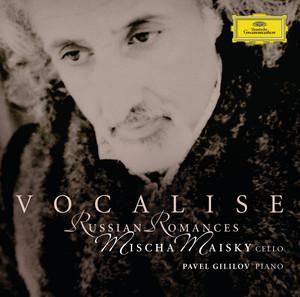 Deutsche
Grammophon
VOCALISE
RUSSIAN ROMANCES
MISCHA MAISKY CELLO
PAVEL GILILOV PIANO